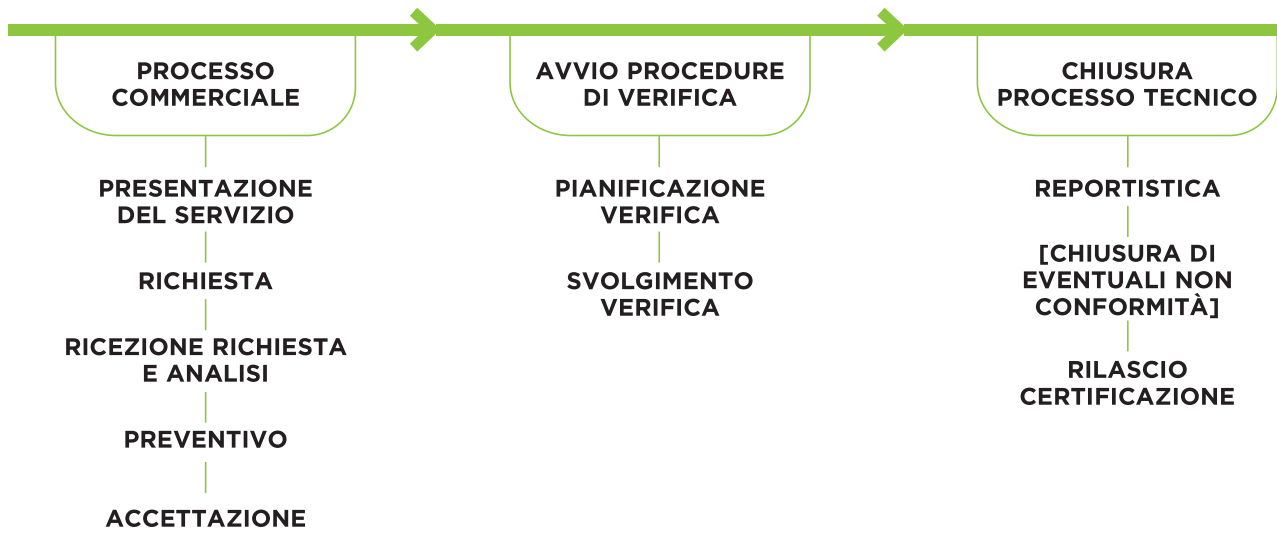 PROCESSO
COMMERCIALE
PRESENTAZIONE
DEL SERVIZIO
RICHIESTA
RICEZIONE RICHIESTA
E ANALISI
PREVENTIVO
ACCETTAZIONE
AVVIO PROCEDURE
DI VERIFICA
PIANIFICAZIONE
VERIFICA
SVOLGIMENTO
VERIFICA
CHIUSURA
PROCESSO TECNICO
REPORTISTICA
[CHIUSURA DI
EVENTUALI NON
CONFORMITÀ]
RILASCIO
CERTIFICAZIONE